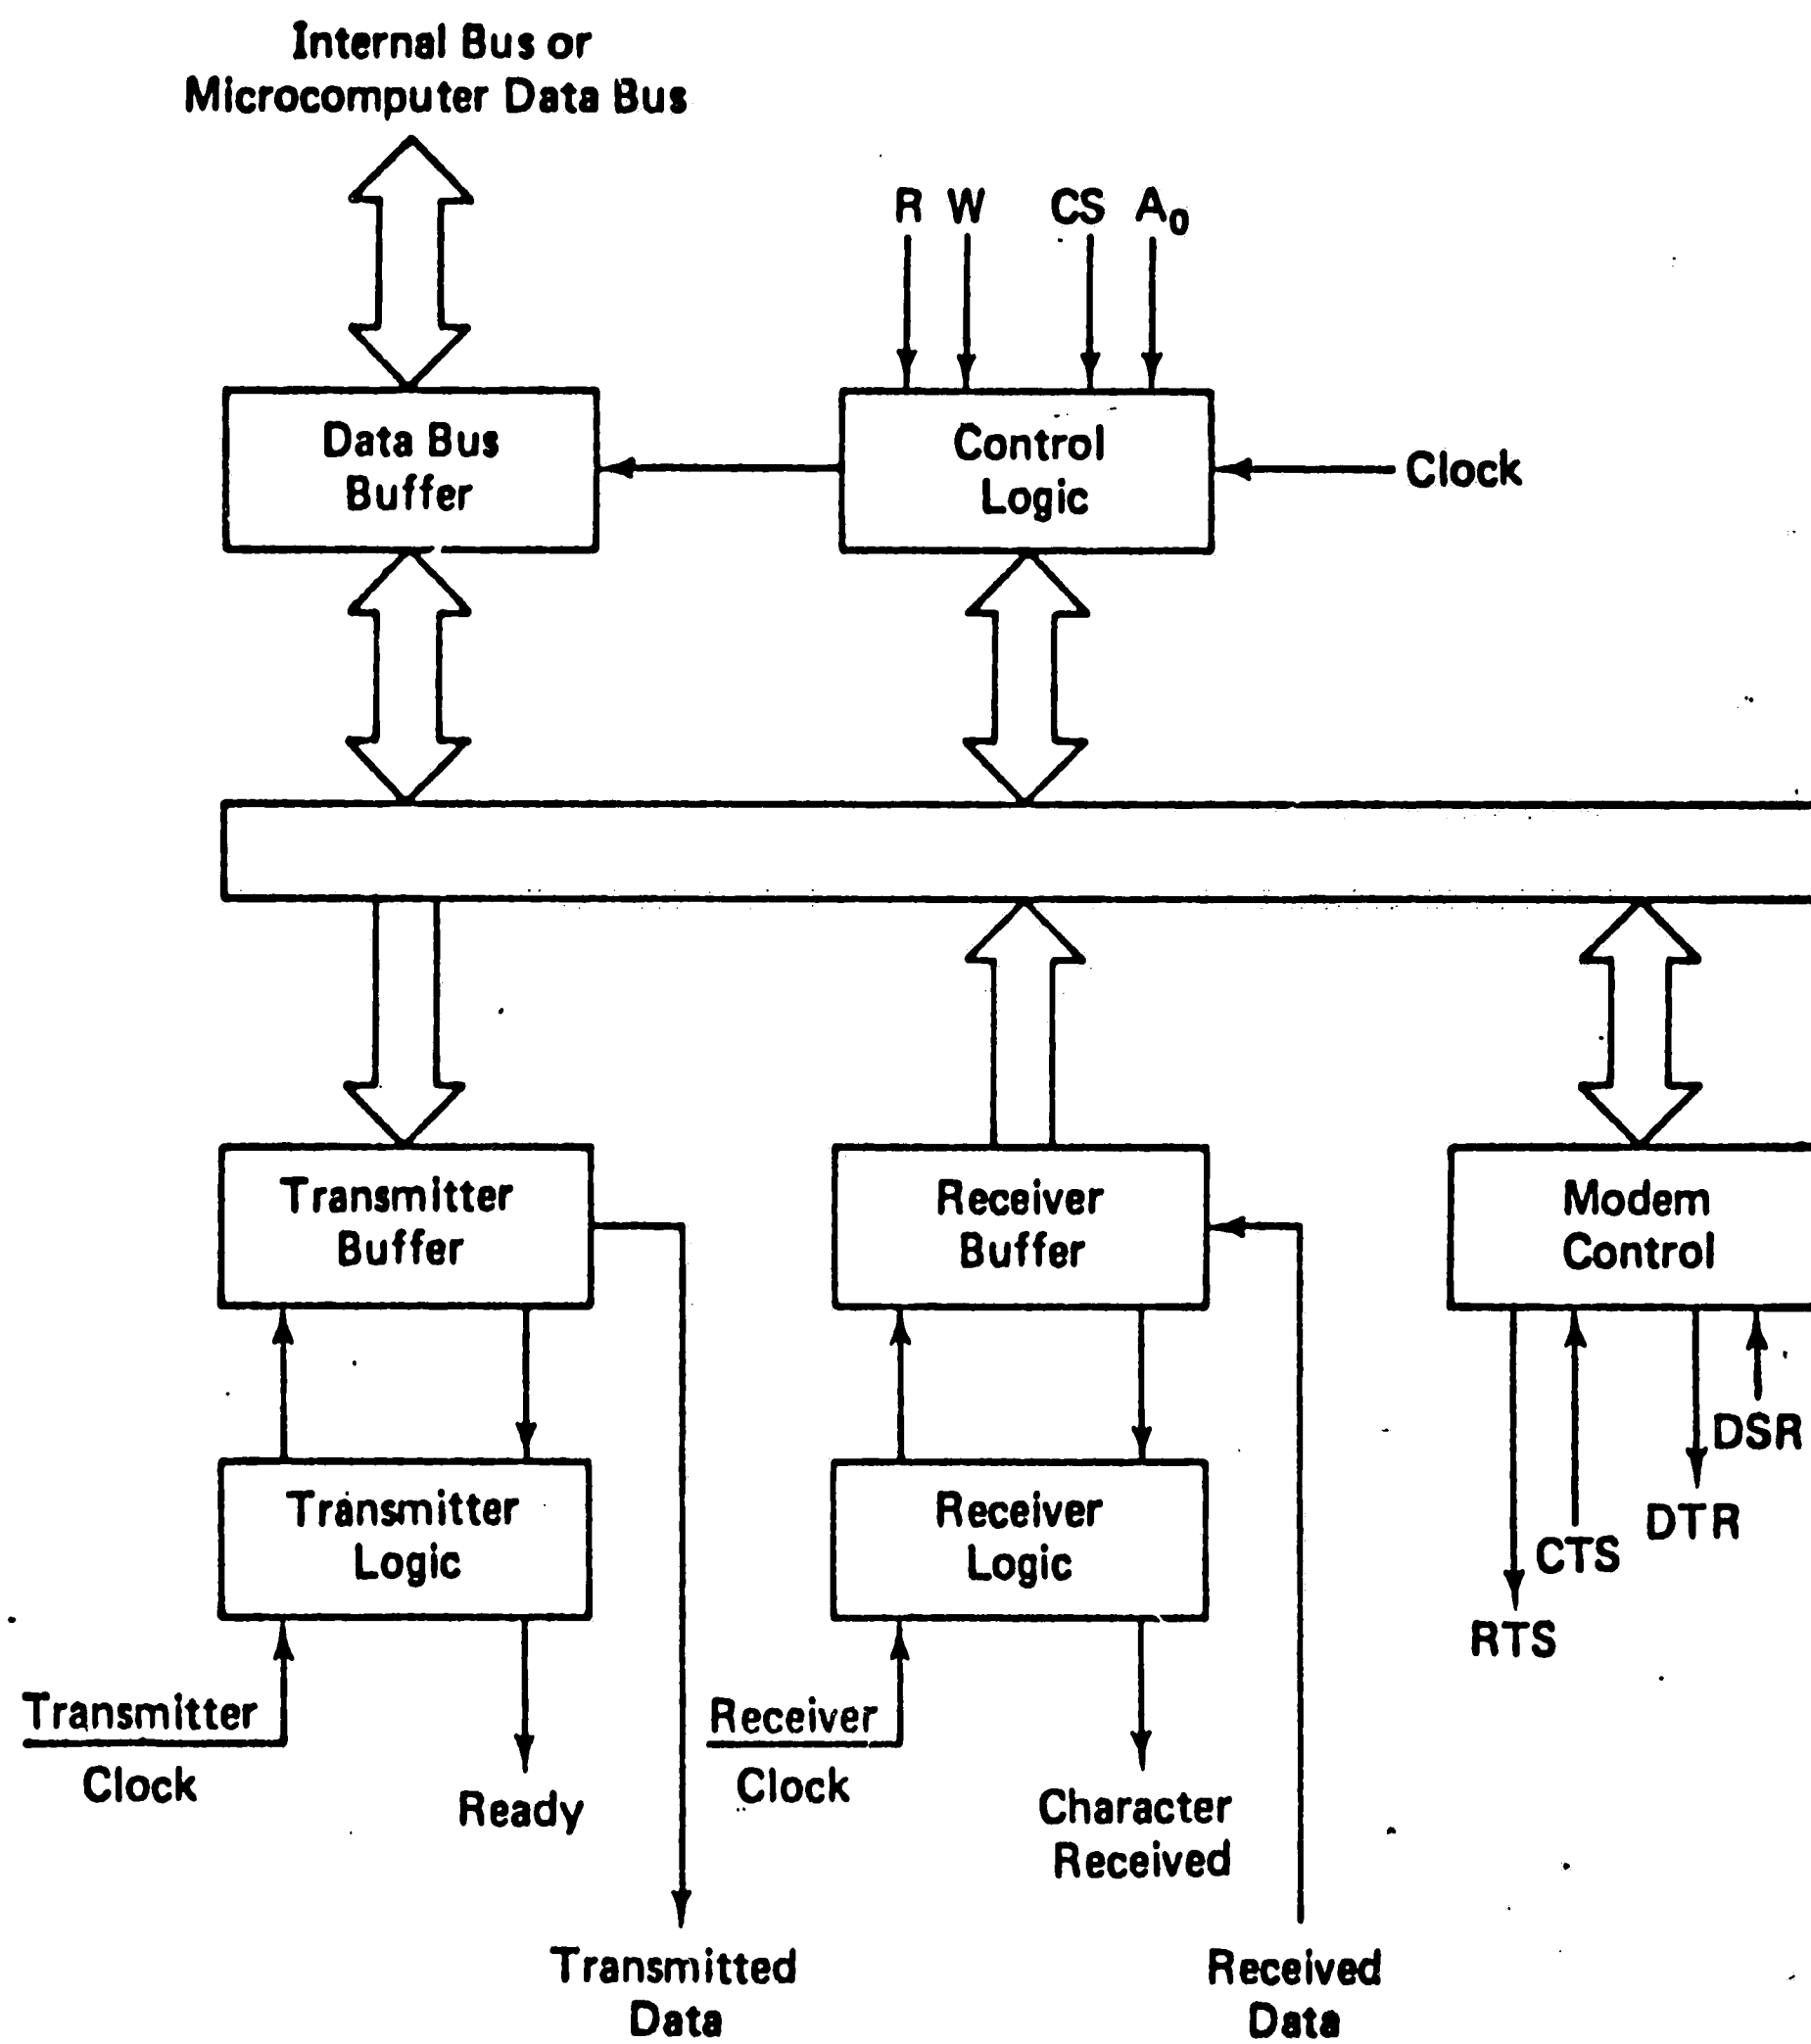 Internal Bus or
Microcomputer Data Bus
R W CS A₀
Data Bus
Buffer
Control
Logic
Clock
Transmitter
Buffer
Receiver
Buffer
Modem
Control
Transmitter
Logic
Receiver
Logic
DSR
DTR
CTS
RTS
Transmitter
Clock
Ready
Receiver
Clock
Character
Received
Transmitted
Data
Received
Data